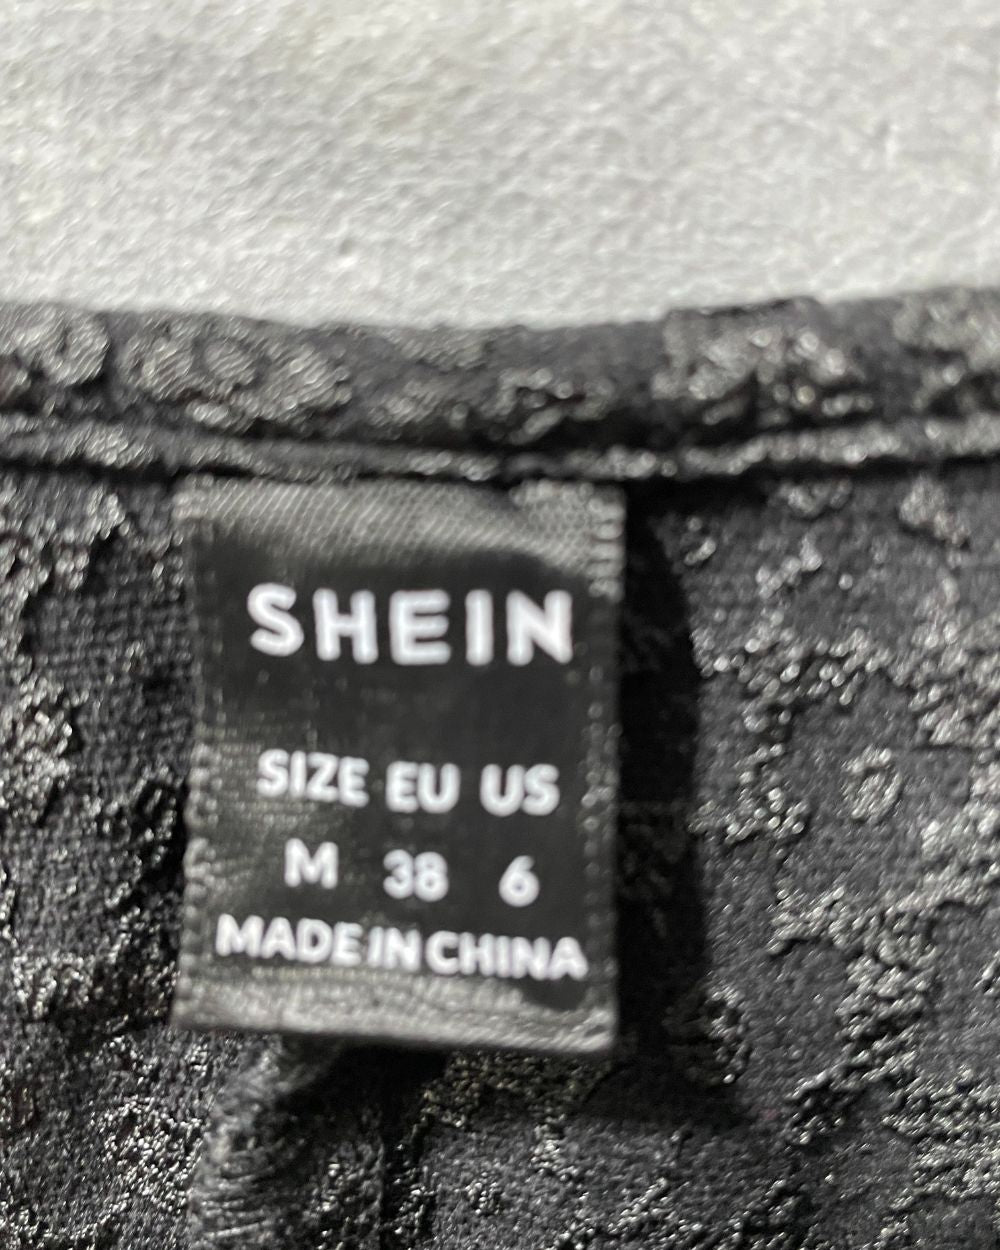 SHEIN
SIZE EU US
M 38 6
MADE IN CHINA